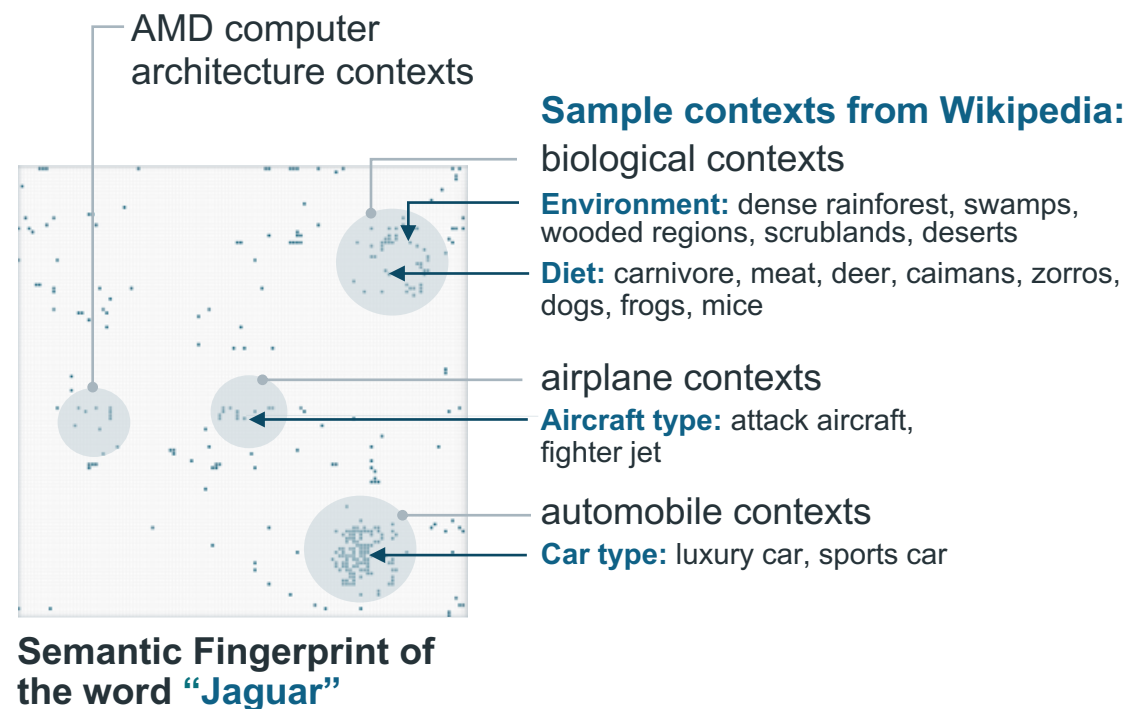 AMD computer
architecture contexts
Sample contexts from Wikipedia:
biological contexts
Environment: dense rainforest, swamps,
wooded regions, scrublands, deserts
Diet: carnivore, meat, deer, caimans, zorros,
dogs, frogs, mice
airplane contexts
Aircraft type: attack aircraft,
fighter jet
automobile contexts
Car type: luxury car, sports car
Semantic Fingerprint of
the word “Jaguar”